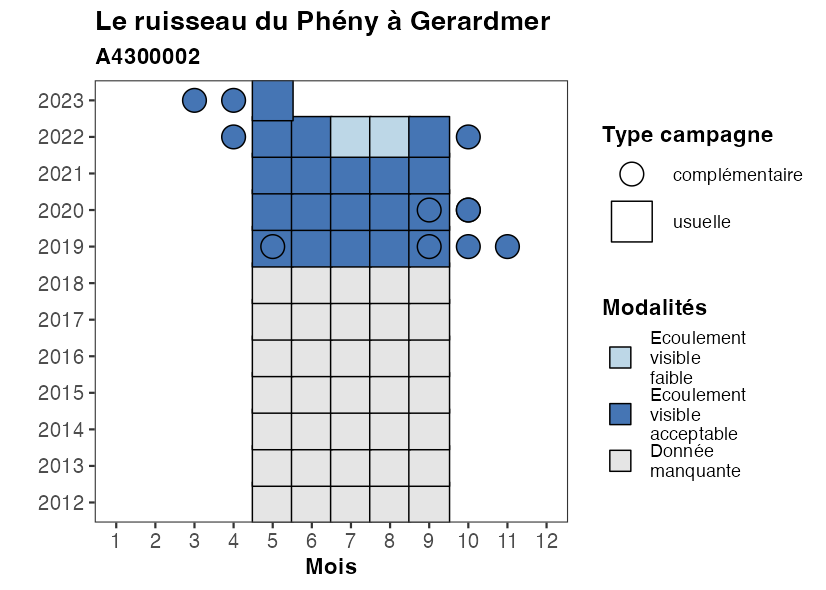 Le ruisseau du Phény à Gerardmer
A4300002
2023
2022
2021
2020
2019
2018
2017
2016
2015
2014
2013
2012
1 2 3 4 5 6 7 8 9 10 11 12
Mois
Type campagne
complémentaire
usuelle
Modalités
Ecoulement
visible
faible
Ecoulement
visible
acceptable
Donnée
manquante